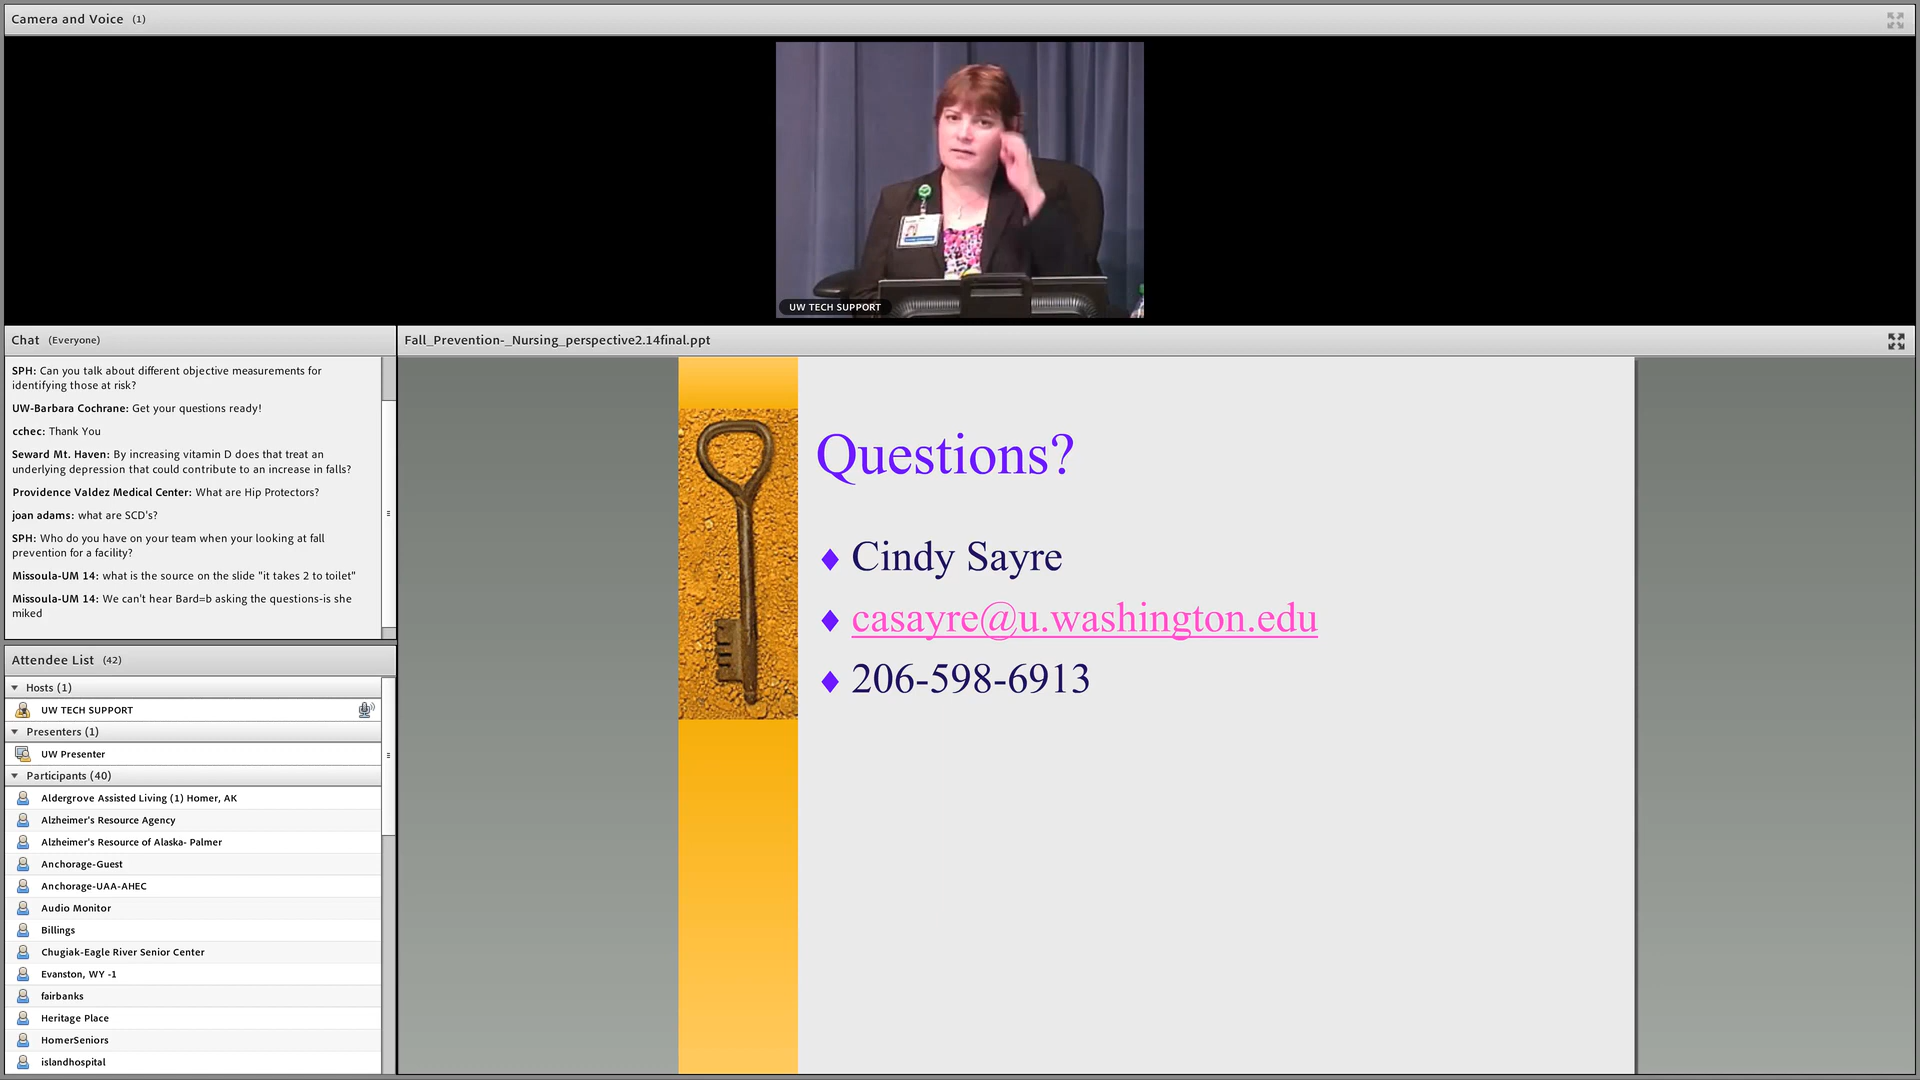 Camera and Voice (1)
UW TECH SUPPORT
Chat (Everyone)
SPH: Can you talk about different objective measurements for
identifying those at risk?
UW-Barbara Cochrane: Get your questions ready!
cchec: Thank You
Seward Mt. Haven: By increasing vitamin D does that treat an
underlying depression that could contribute to an increase in falls?
Providence Valdez Medical Center: What are Hip Protectors?
joan adams: what are SCD's?
SPH: Who do you have on your team when your looking at fall
prevention for a facility?
Missoula-UM 14: what is the source on the slide "it takes 2 to toilet"
Missoula-UM 14: We can't hear Bard=b asking the questions-is she
miked
Attendee List (42)
Hosts (1)
UW TECH SUPPORT
Presenters (1)
UW Presenter
Participants (40)
Aldergrove Assisted Living (1) Homer, AK
Alzheimer's Resource Agency
Alzheimer's Resource of Alaska- Palmer
Anchorage-Guest
Anchorage-UAA-AHEC
Audio Monitor
Billings
Chugiak-Eagle River Senior Center
Evanston, WY -1
fairbanks
Heritage Place
HomerSeniors
islandhospital
Fall_Prevention-_Nursing_perspective2.14final.ppt
Questions?
Cindy Sayre
casayre@u.washington.edu
206-598-6913